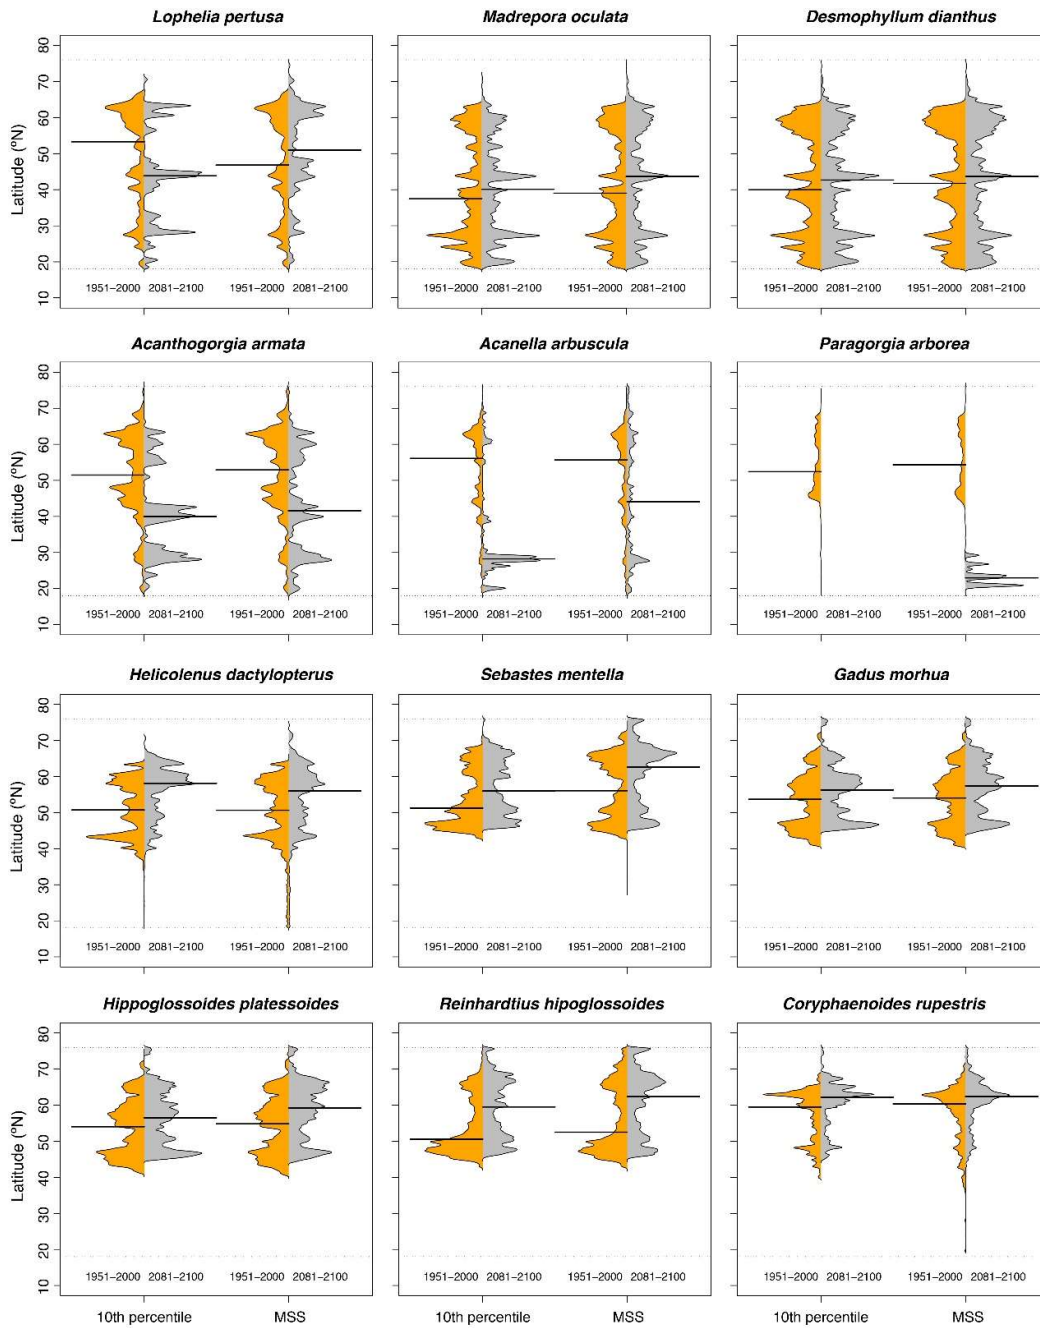 Lophelia pertusa
Madrepora oculata
Desmophyllum dianthus
Latitude (ºN)
80
70
60
50
40
30
20
10
1951−2000 2081−2100 1951−2000 2081−2100
1951−2000 2081−2100 1951−2000 2081−2100
1951−2000 2081−2100 1951−2000 2081−2100
Acanthogorgia armata
Acanella arbuscula
Paragorgia arborea
Latitude (ºN)
80
70
60
50
40
30
20
10
1951−2000 2081−2100 1951−2000 2081−2100
1951−2000 2081−2100 1951−2000 2081−2100
1951−2000 2081−2100 1951−2000 2081−2100
Helicolenus dactylopterus
Sebastes mentella
Gadus morhua
Latitude (ºN)
80
70
60
50
40
30
20
10
1951−2000 2081−2100 1951−2000 2081−2100
1951−2000 2081−2100 1951−2000 2081−2100
1951−2000 2081−2100 1951−2000 2081−2100
Hippoglossoides platessoides
Reinhardtius hipoglossoides
Coryphaenoides rupestris
Latitude (ºN)
80
70
60
50
40
30
20
10
1951−2000 2081−2100 1951−2000 2081−2100
1951−2000 2081−2100 1951−2000 2081−2100
1951−2000 2081−2100 1951−2000 2081−2100
10th percentile MSS
10th percentile MSS
10th percentile MSS